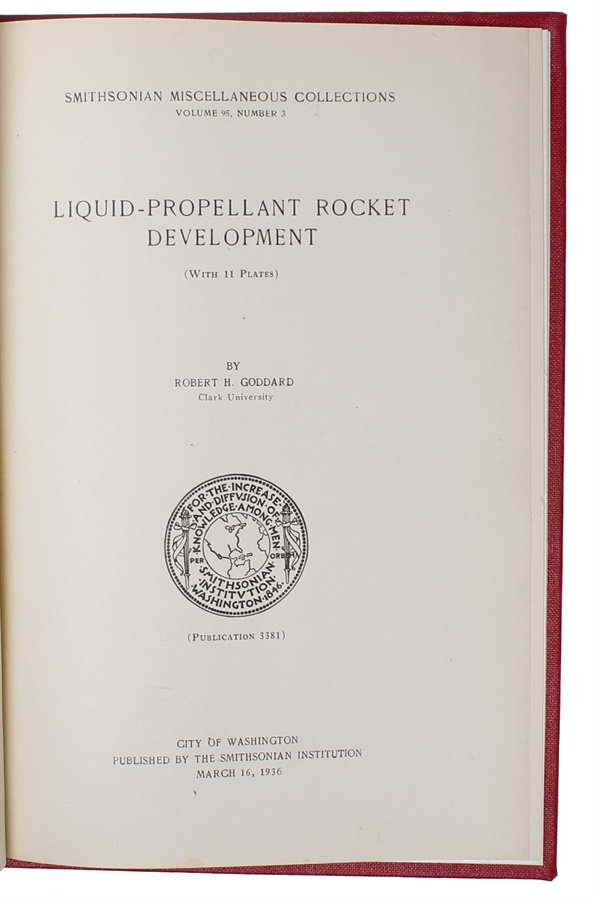 SMITHSONIAN MISCELLANEOUS COLLECTIONS
VOLUME 95, NUMBER 3
LIQUID-PROPELLANT ROCKET
DEVELOPMENT
(WITH 11 PLATES)
BY
ROBERT H. GODDARD
Clark University
FOR·THE·INCREASE·
AND·DIFFVSION·OF·
KNOWLEDGE·AMONG·MEN·
PER ORBEM
·SMITHSONIAN·
·INSTITVTION·
·WASHINGTON·1846·
(PUBLICATION 3381)
CITY OF WASHINGTON
PUBLISHED BY THE SMITHSONIAN INSTITUTION
MARCH 16, 1936